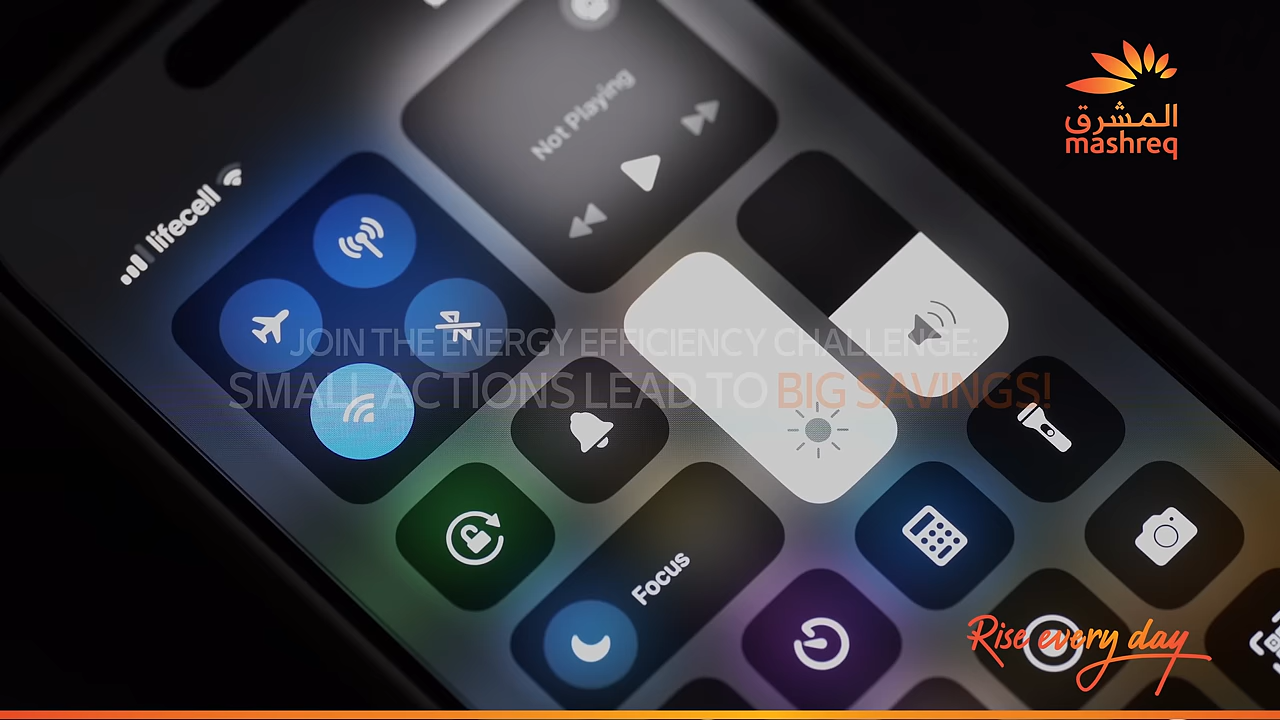 المشرق
mashreq
Not Playing
lifecell
JOIN THE ENERGY EFFICIENCY CHALLENGE:
SMALL ACTIONS LEAD TO BIG SAVINGS!
Focus
Rise every day